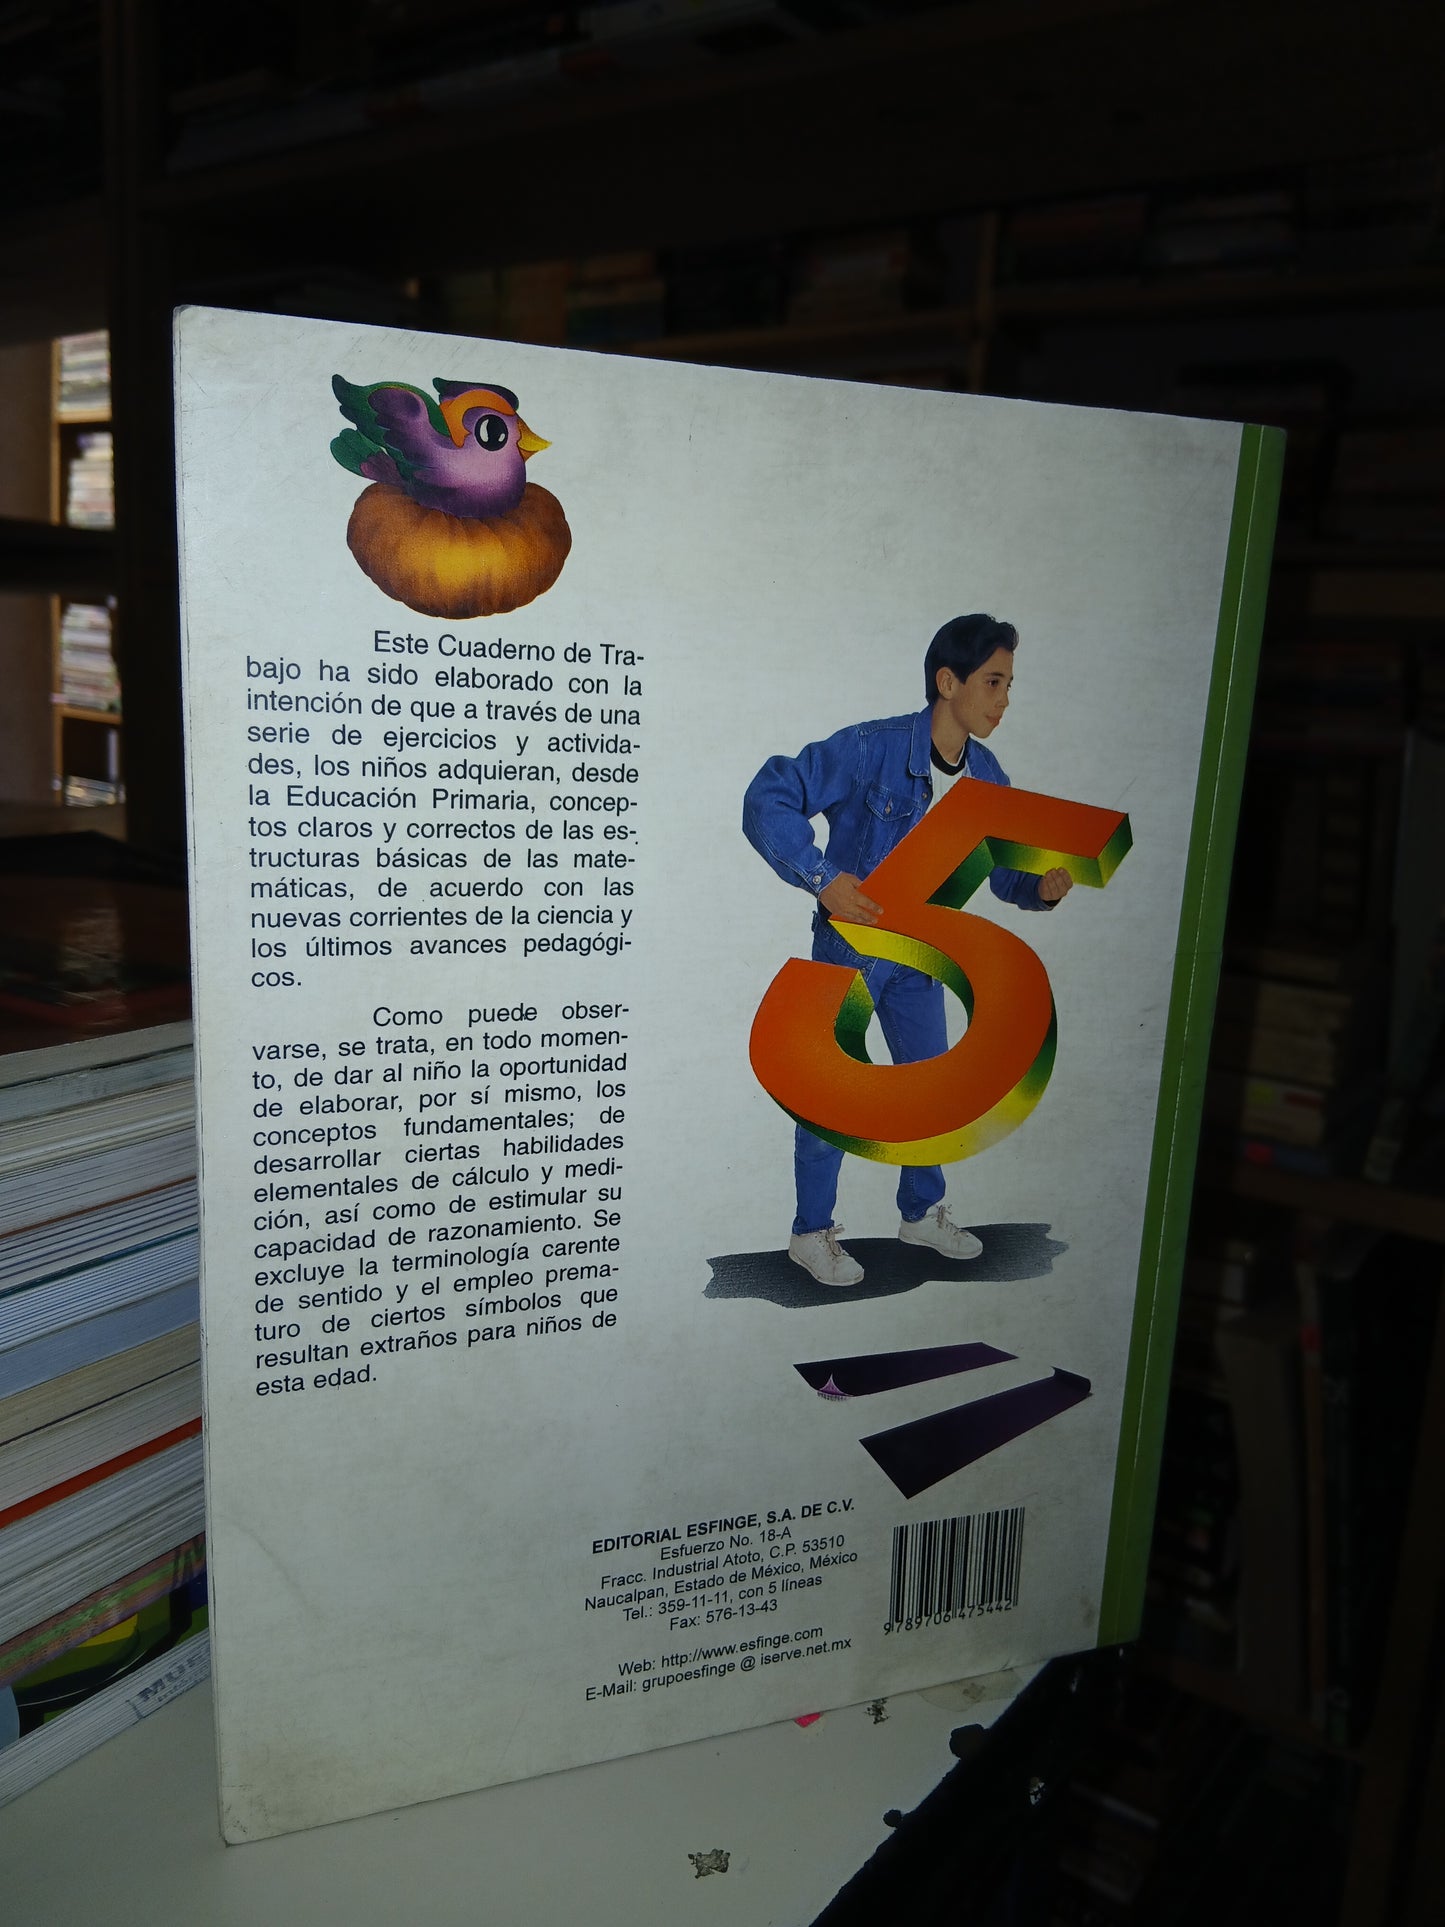 Este Cuaderno de Tra-
bajo ha sido elaborado con la
intención de que a través de una
serie de ejercicios y activida-
des, los niños adquieran, desde
la Educación Primaria, concep-
tos claros y correctos de las es-
tructuras básicas de las mate-
máticas, de acuerdo con las
nuevas corrientes de la ciencia y
los últimos avances pedagógi-
cos.
Como puede obser-
varse, se trata, en todo momen-
to, de dar al niño la oportunidad
de elaborar, por sí mismo, los
conceptos fundamentales; de
desarrollar ciertas habilidades
elementales de cálculo y medi-
ción, así como de estimular su
capacidad de razonamiento. Se
excluye la terminología carente
de sentido y el empleo prema-
turo de ciertos símbolos que
resultan extraños para niños de
esta edad.
5
EDITORIAL ESFINGE, S.A. DE C.V.
Esfuerzo No. 18-A
Fracc. Industrial Atoto, C.P. 53510
Naucalpan, Estado de México, México
Tel.: 359-11-11, con 5 líneas
Fax: 576-13-43
Web: http://www.esfinge.com
E-Mail: grupoesfinge @ iserve.net.mx
9 789706 475442